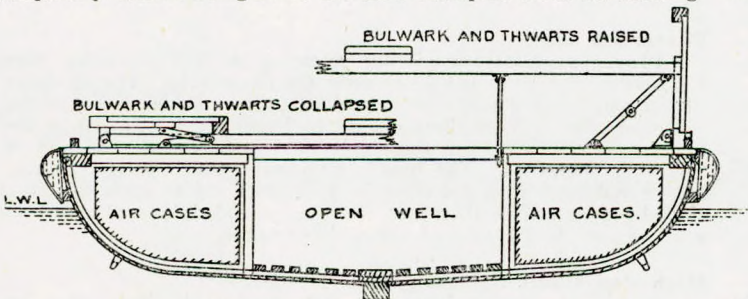 BULWARK AND THWARTS RAISED
BULWARK AND THWARTS COLLAPSED
L.W.L
AIR CASES
OPEN WELL
AIR CASES.